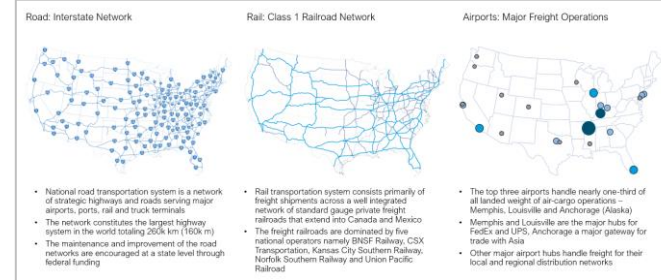 Road: Interstate Network
• National road transportation system is a network
of strategic highways and roads serving major
airports, ports, rail and truck terminals
• The network constitutes the largest highway
system in the world totaling 260k km (160k m)
• The maintenance and improvement of the road
networks are encouraged at a state level through
federal funding
Rail: Class 1 Railroad Network
• Rail transportation system consists primarily of
freight shipments across a well integrated
network of standard gauge private freight
railroads that extend into Canada and Mexico
• The freight railroads are dominated by five
national operators namely BNSF Railway, CSX
Transportation, Kansas City Southern Railway,
Norfolk Southern Railway and Union Pacific
Railroad
Airports: Major Freight Operations
• The top three airports handle nearly one-third of
all landed weight of air-cargo operations –
Memphis, Louisville and Anchorage (Alaska)
• Memphis and Louisville are the major hubs for
FedEx and UPS, Anchorage a major gateway for
trade with Asia
• Other major airport hubs handle freight for their
local and regional distribution networks